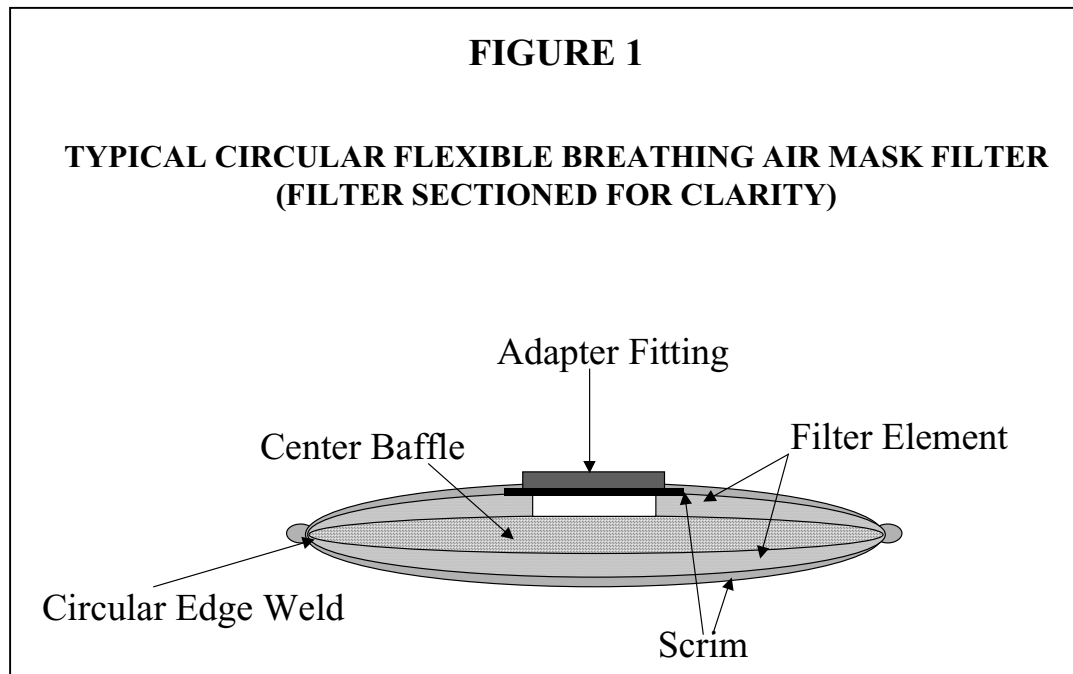 FIGURE 1
TYPICAL CIRCULAR FLEXIBLE BREATHING AIR MASK FILTER
(FILTER SECTIONED FOR CLARITY)
Adapter Fitting
Center Baffle
Filter Element
Circular Edge Weld
Scrim